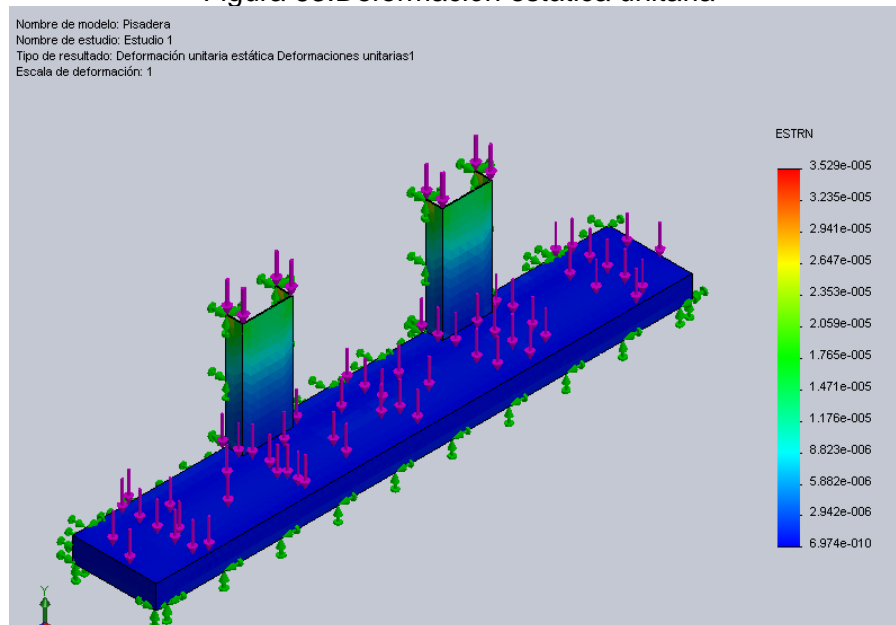 Deformación estática unitaria
Nombre de modelo: Pisadera
Nombre de estudio: Estudio 1
Tipo de resultado: Deformación unitaria estática Deformaciones unitarias1
Escala de deformación: 1
ESTRN
3.529e-005
3.235e-005
2.941e-005
2.647e-005
2.353e-005
2.059e-005
1.765e-005
1.471e-005
1.176e-005
8.823e-006
5.882e-006
2.942e-006
6.974e-010
Y